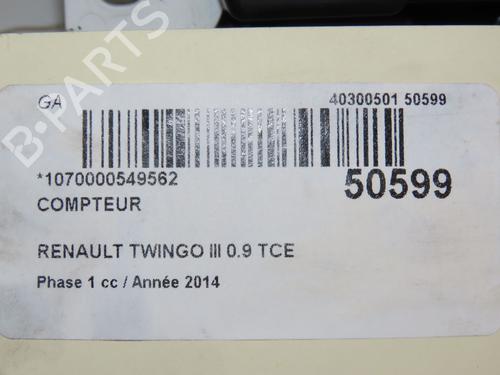 GA 40300501 50599
*1070000549562 50599
COMPTEUR
RENAULT TWINGO III 0.9 TCE
Phase 1 cc / Année 2014
B-PARTS